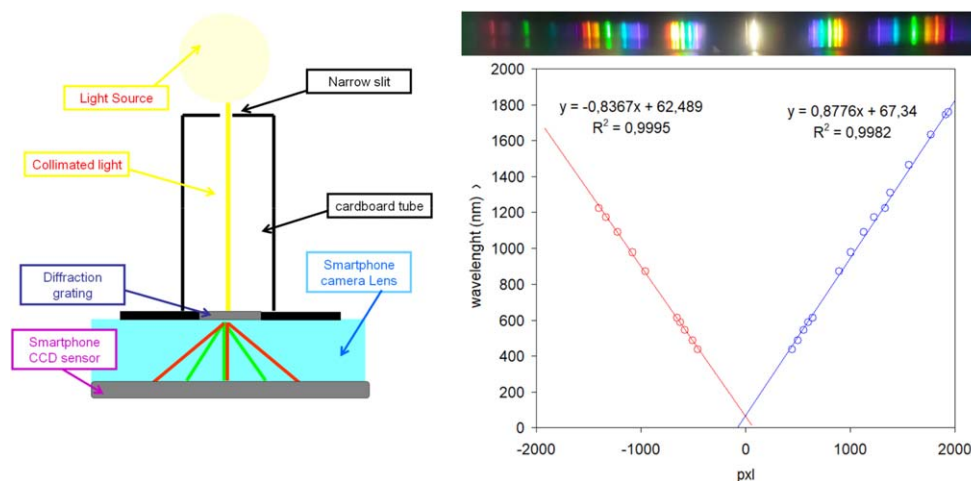 Light Source
Narrow slit
Collimated light
cardboard tube
Diffraction
grating
Smartphone
camera Lens
Smartphone
CCD sensor
2000
1800
1600
1400
1200
1000
800
600
400
200
0
wavelenght (nm) >
y = -0,8367x + 62,489
R² = 0,9995
y = 0,8776x + 67,34
R² = 0,9982
-2000
-1000
0
1000
2000
pxl